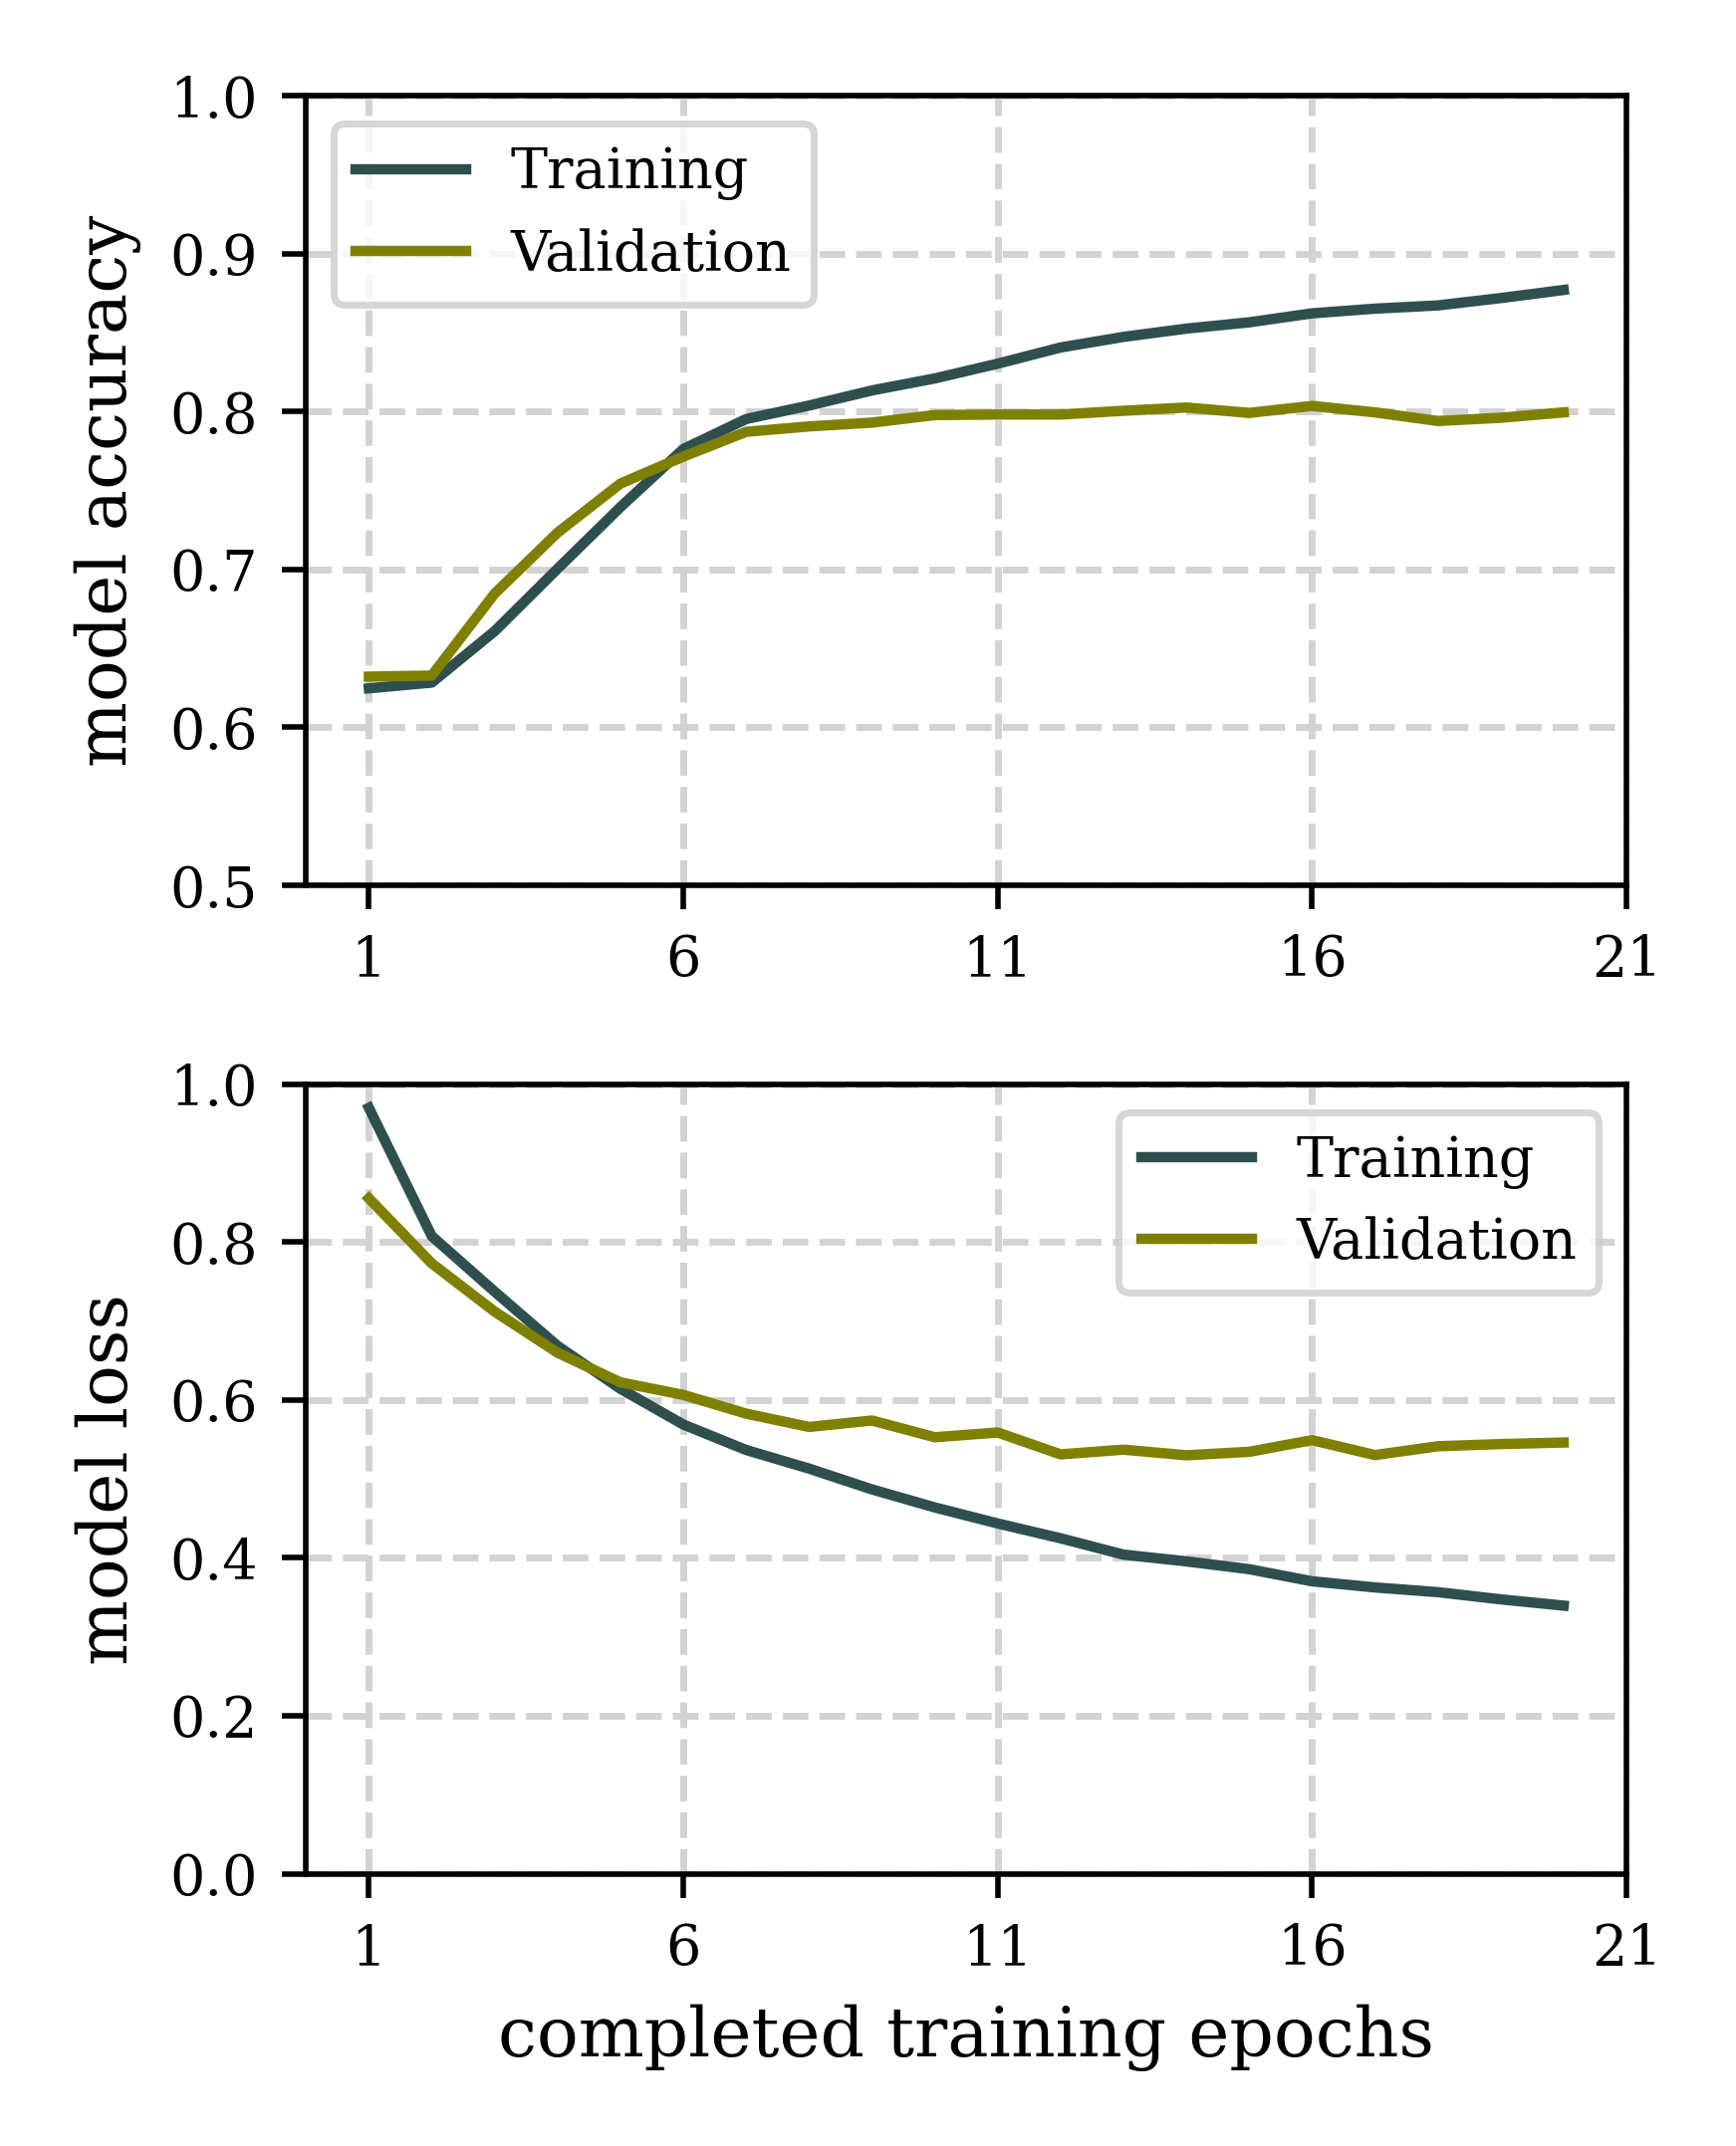 1.0
0.9
0.8
0.7
0.6
0.5
model accuracy
Training
Validation
1 6 11 16 21
1.0
0.8
0.6
0.4
0.2
0.0
model loss
Training
Validation
1 6 11 16 21
completed training epochs